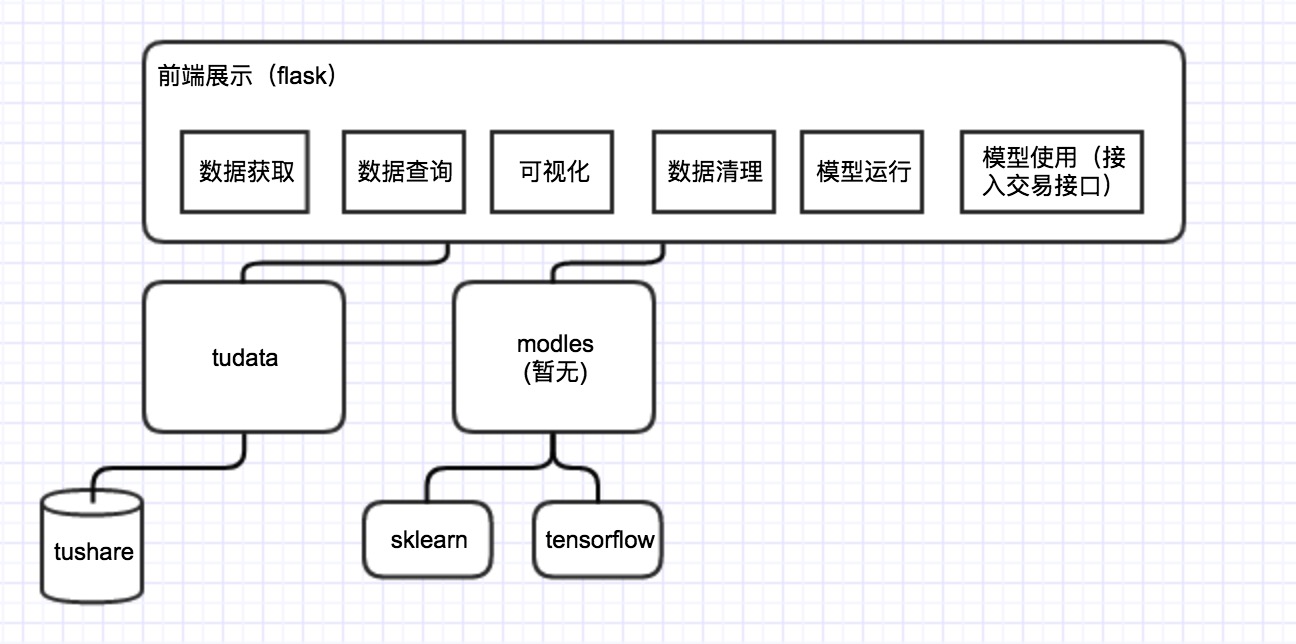 前端展示（flask）
数据获取
数据查询
可视化
数据清理
模型运行
模型使用（接
入交易接口）
tudata
modles
(暂无)
tushare
sklearn
tensorflow